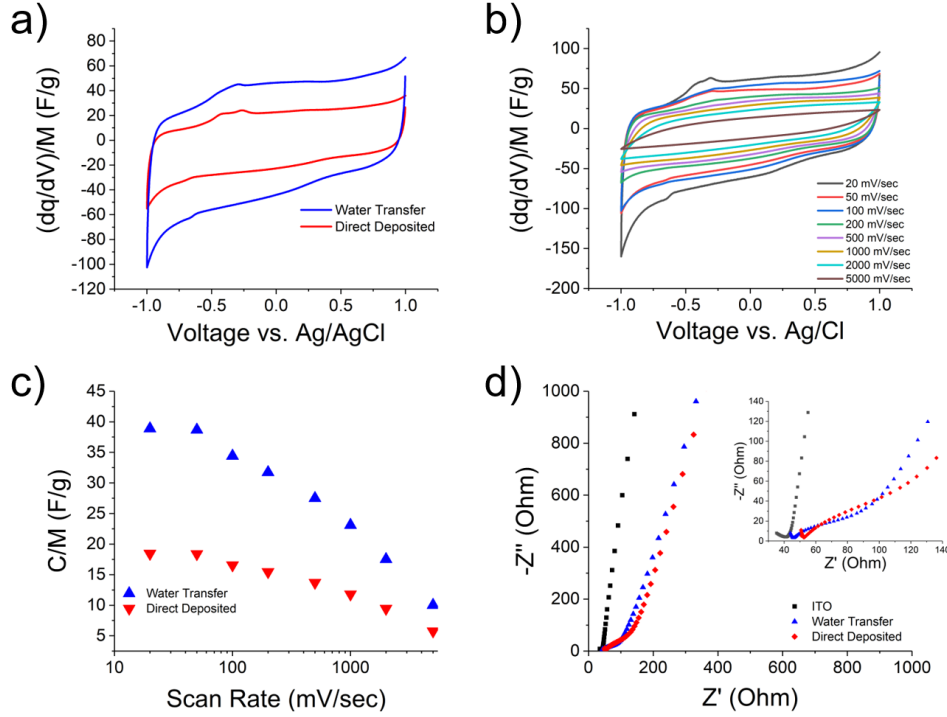 a)
(dq/dV)/M (F/g)
80
60
40
20
0
-20
-40
-60
-80
-100
-120
Water Transfer
Direct Deposited
-1.0
-0.5
0.0
0.5
1.0
Voltage vs. Ag/AgCl
b)
(dq/dV)/M (F/g)
100
50
0
-50
-100
-150
-200
20 mV/sec
50 mV/sec
100 mV/sec
200 mV/sec
500 mV/sec
1000 mV/sec
2000 mV/sec
5000 mV/sec
-1.0
-0.5
0.0
0.5
1.0
Voltage vs. Ag/Cl
c)
C/M (F/g)
45
40
35
30
25
20
15
10
5
Water Transfer
Direct Deposited
10
100
1000
Scan Rate (mV/sec)
d)
-Z'' (Ohm)
1000
800
600
400
200
0
ITO
Water Transfer
Direct Deposited
0
200
400
600
800
1000
Z' (Ohm)
-Z'' (Ohm)
140
120
100
80
60
40
20
0
40
60
80
100
120
140
Z' (Ohm)